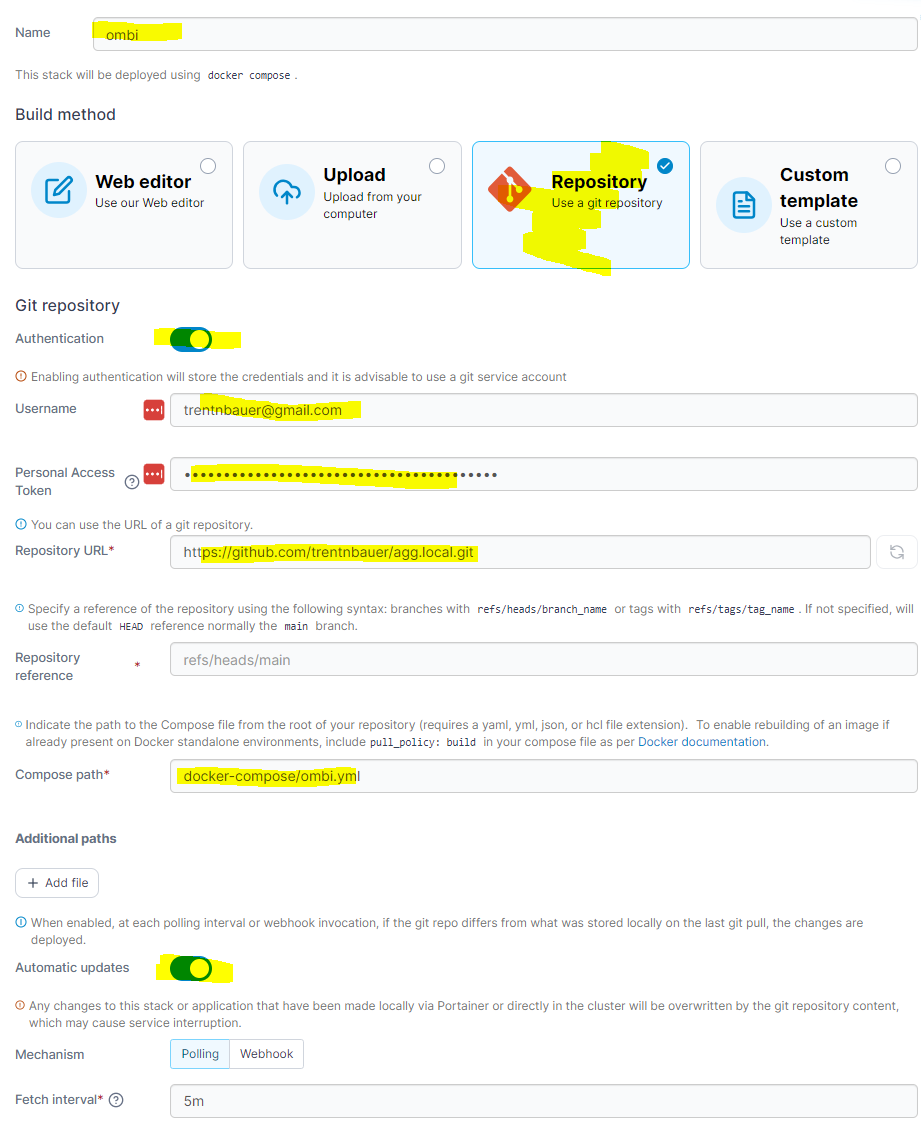 Name
ombi
This stack will be deployed using docker compose .
Build method
Web editor
Use our Web editor
Upload
Upload from your
computer
Repository
Use a git repository
Custom
template
Use a custom
template
Git repository
Authentication
Enabling authentication will store the credentials and it is advisable to use a git service account
Username
trentnbauer@gmail.com
Personal Access
Token
You can use the URL of a git repository.
Repository URL*
https://github.com/trentnbauer/agg.local.git
Specify a reference of the repository using the following syntax: branches with refs/heads/branch_name or tags with refs/tags/tag_name . If not specified, will
use the default HEAD reference normally the main branch.
Repository
reference
*
refs/heads/main
Indicate the path to the Compose file from the root of your repository (requires a yaml, yml, json, or hcl file extension). To enable rebuilding of an image if
already present on Docker standalone environments, include pull_policy: build in your compose file as per Docker documentation.
Compose path*
docker-compose/ombi.yml
Additional paths
+ Add file
When enabled, at each polling interval or webhook invocation, if the git repo differs from what was stored locally on the last git pull, the changes are
deployed.
Automatic updates
Any changes to this stack or application that have been made locally via Portainer or directly in the cluster will be overwritten by the git repository content,
which may cause service interruption.
Mechanism
Polling
Webhook
Fetch interval*
5m